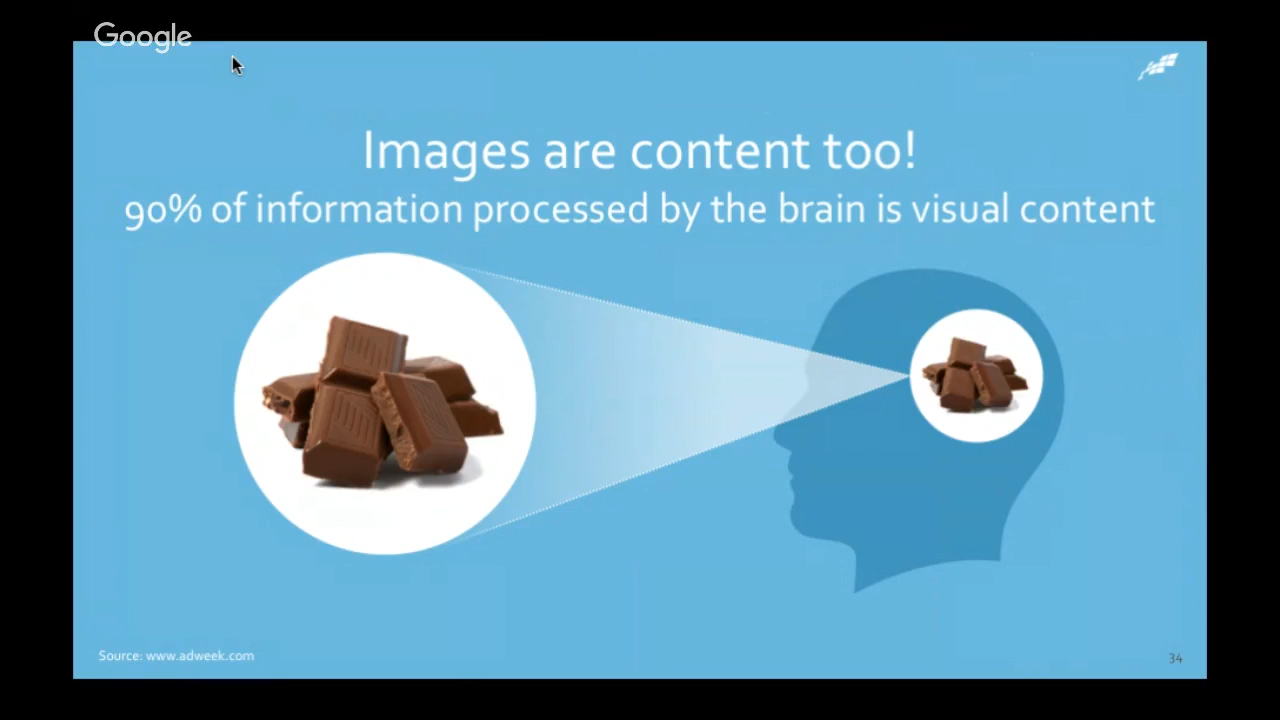 Google
Images are content too!
90% of information processed by the brain is visual content
Source: www.adweek.com
34